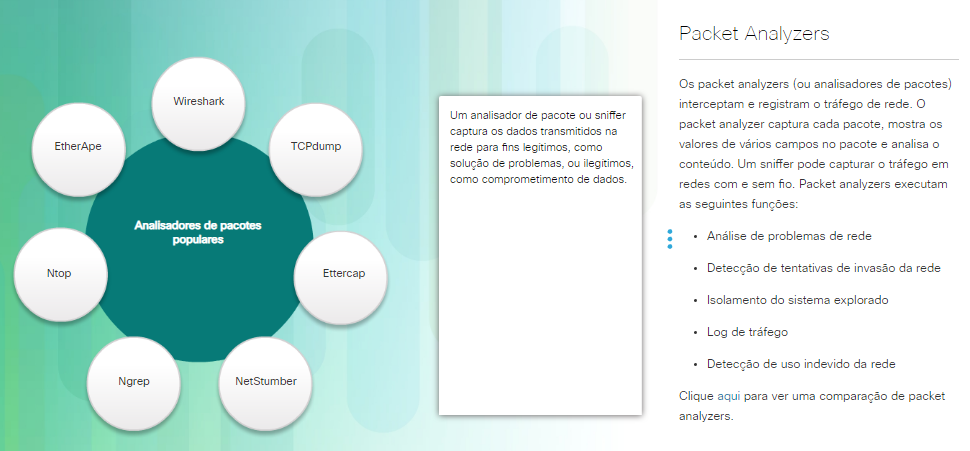 Wireshark
EtherApe
TCPdump
Analisadores de pacotes
populares
Ntop
Ettercap
Ngrep
NetStumber
Um analisador de pacote ou sniffer
captura os dados transmitidos na
rede para fins legítimos, como
solução de problemas, ou ilegítimos,
como comprometimento de dados.
Packet Analyzers
Os packet analyzers (ou analisadores de pacotes)
interceptam e registram o tráfego de rede. O
packet analyzer captura cada pacote, mostra os
valores de vários campos no pacote e analisa o
conteúdo. Um sniffer pode capturar o tráfego em
redes com e sem fio. Packet analyzers executam
as seguintes funções:
• Análise de problemas de rede
• Detecção de tentativas de invasão da rede
• Isolamento do sistema explorado
• Log de tráfego
• Detecção de uso indevido da rede
Clique aqui para ver uma comparação de packet
analyzers.